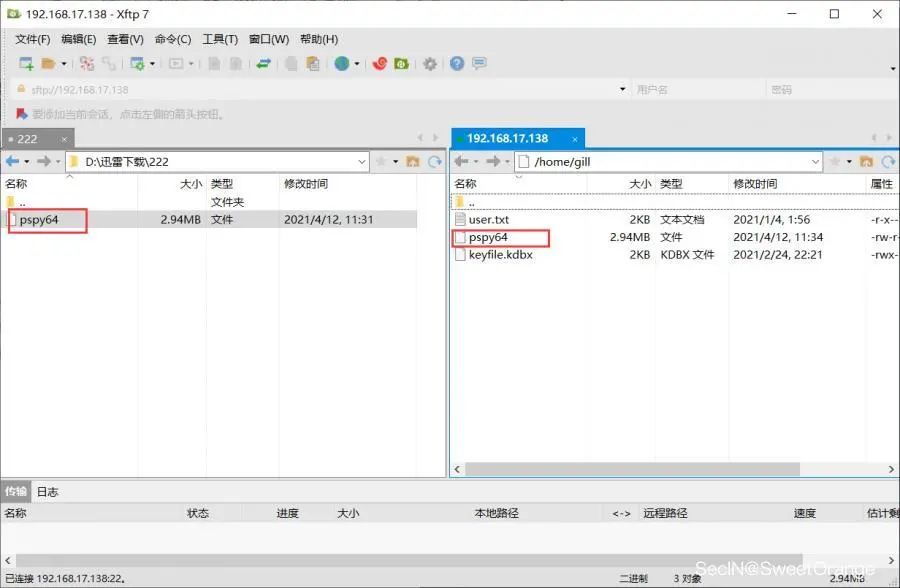 192.168.17.138 - Xftp 7
文件(F) 编辑(E) 查看(V) 命令(C) 工具(T) 窗口(W) 帮助(H)
sftp://192.168.17.138 用户名 密码
要添加当前会话，点击左侧的箭头按钮。
222 × 192.168.17.138 ×
D:\迅雷下载\222 /home/gill
名称 大小 类型 修改时间 名称 大小 类型 修改时间 属性
.. 文件夹 ..
pspy64 2.94MB 文件 2021/4/12, 11:31 user.txt 2KB 文本文档 2021/1/4, 1:56 -r-x--
pspy64 2.94MB 文件 2021/4/12, 11:34 -rw-r-
keyfile.kdbx 2KB KDBX 文件 2021/2/24, 22:21 -rwx-
传输 日志
名称 状态 进度 大小 本地路径 <-> 远程路径 速度 估计剩
SecIN@SweetOrange
已连接 192.168.17.138:22。 二进制 3 对象 2.94MB